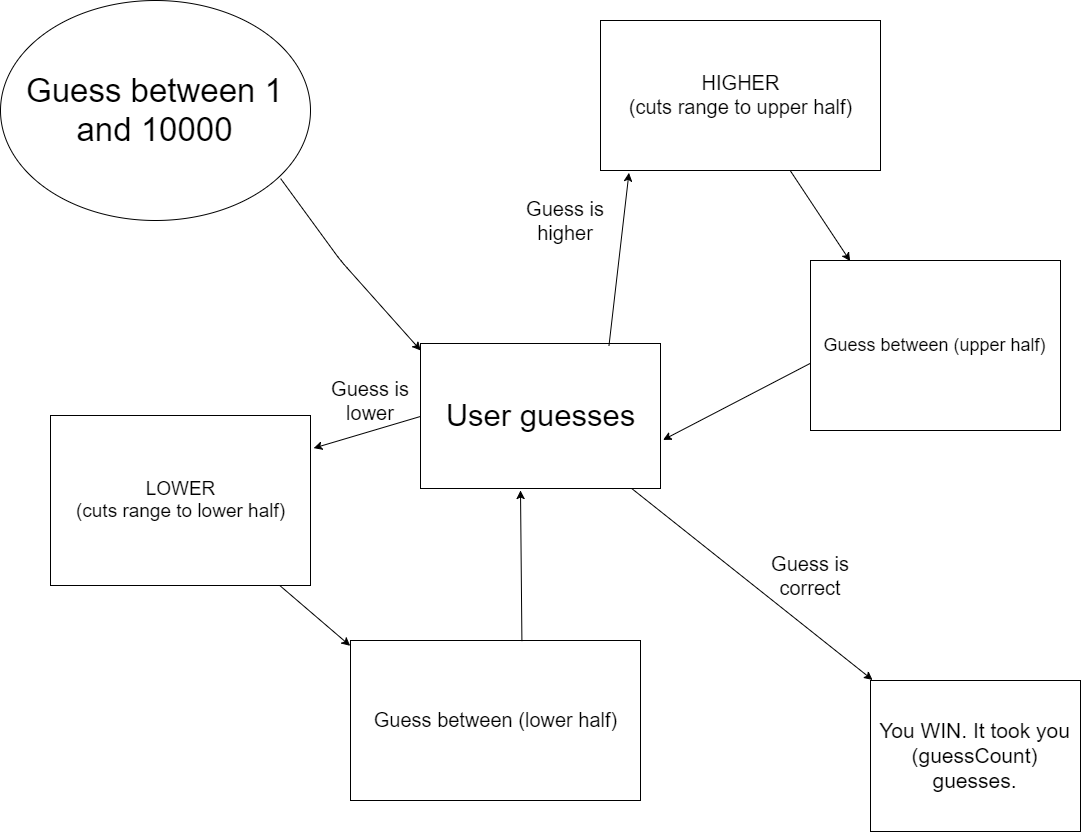 Guess between 1
and 10000
HIGHER
(cuts range to upper half)
Guess is
higher
Guess between (upper half)
Guess is
lower
User guesses
LOWER
(cuts range to lower half)
Guess is
correct
Guess between (lower half)
You WIN. It took you
(guessCount)
guesses.